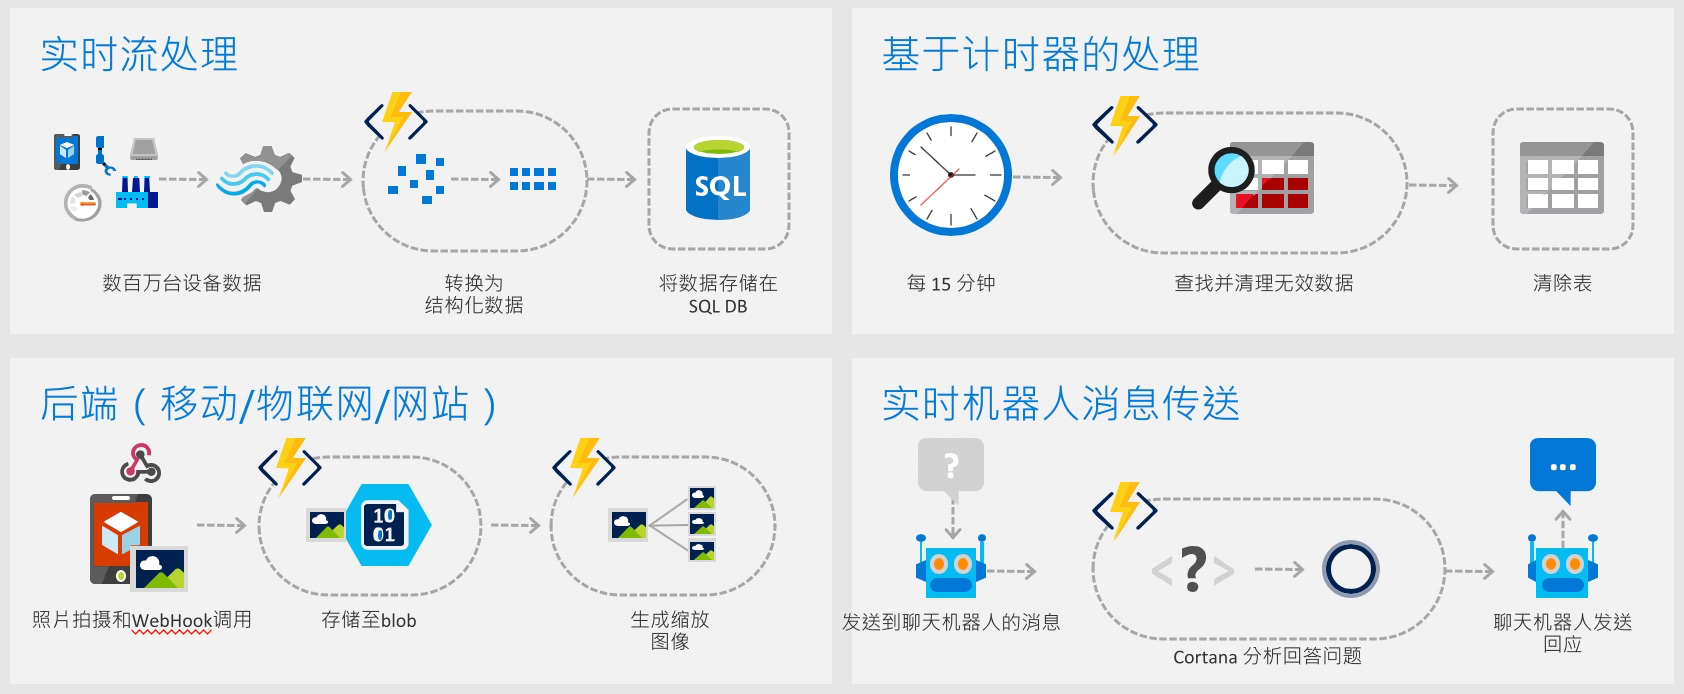 实时流处理
数百万台设备数据
转换为
结构化数据
SQL
将数据存储在
SQL DB
基于计时器的处理
每 15 分钟
查找并清理无效数据
清除表
后端（移动/物联网/网站）
照片拍摄和WebHook调用
10
01
存储至blob
生成缩放
图像
实时机器人消息传送
?
发送到聊天机器人的消息
<?>
Cortana 分析回答问题
...
聊天机器人发送
回应